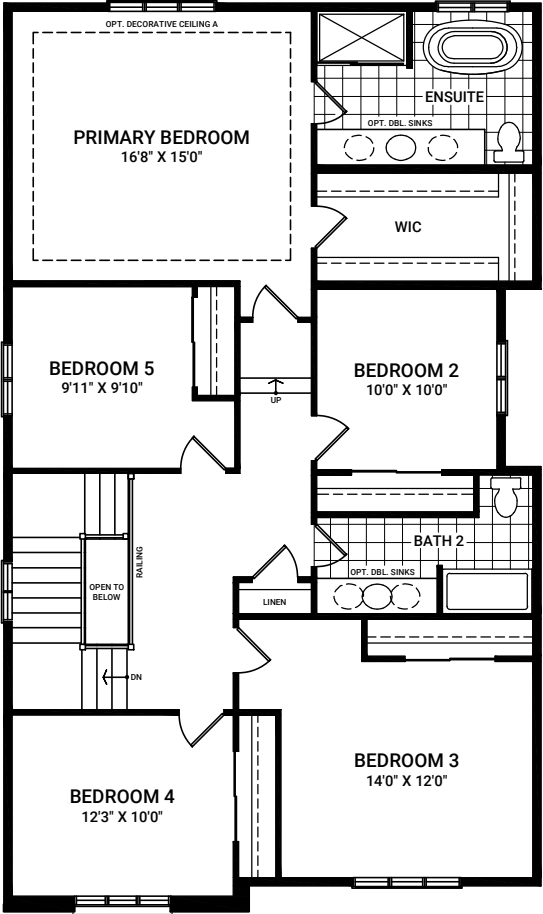 OPT. DECORATIVE CEILING A
PRIMARY BEDROOM
16'8" X 15'0"
ENSUITE
OPT. DBL. SINKS
WIC
BEDROOM 5
9'11" X 9'10"
BEDROOM 2
10'0" X 10'0"
UP
RAILING
OPEN TO
BELOW
BATH 2
OPT. DBL. SINKS
LINEN
DN
BEDROOM 3
14'0" X 12'0"
BEDROOM 4
12'3" X 10'0"